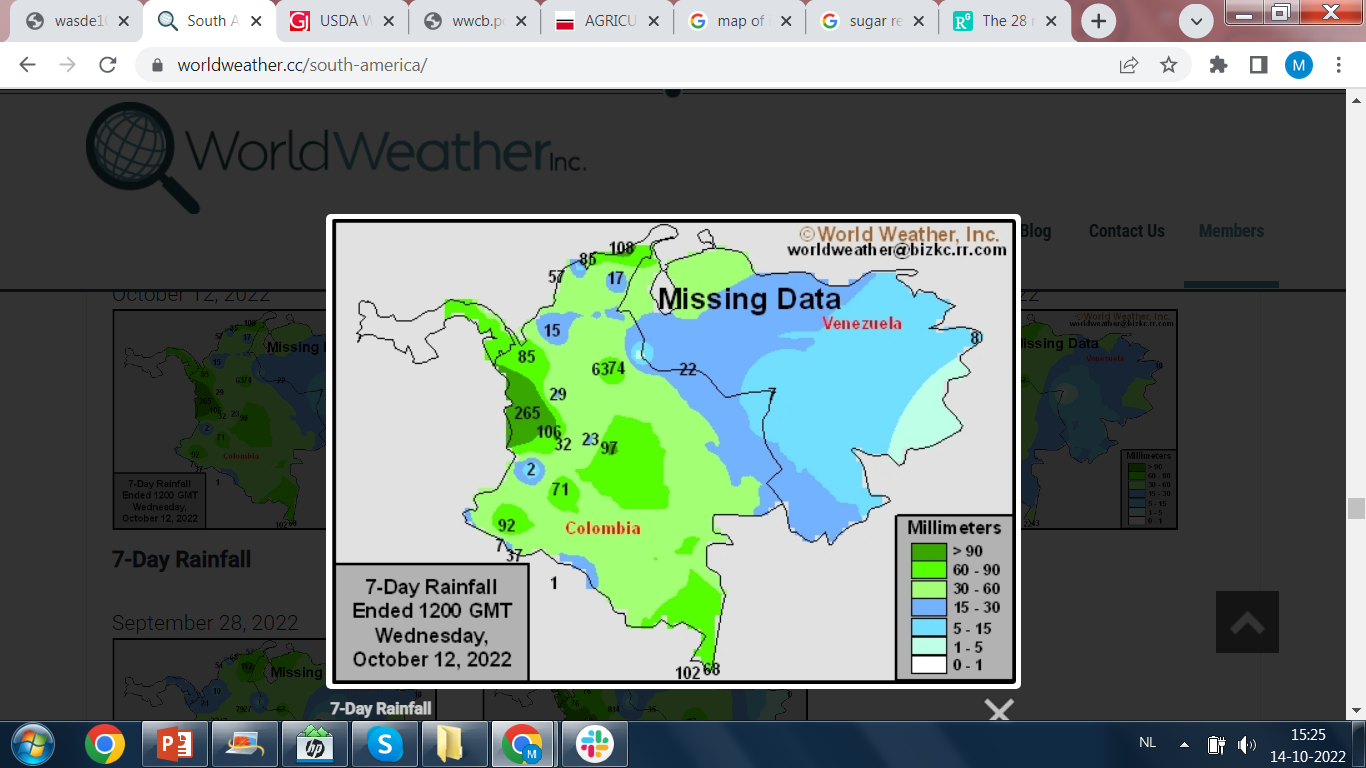 wasde10
South A
USDA W
wwcb.p
AGRICU
map of
sugar re
The 28 r
worldweather.cc/south-america/
M
WorldWeather Inc.
Blog
Contact Us
Members
October 12, 2022
2022
©World Weather, Inc.
worldweather@bizkc.rr.com
108
85
57
17
Missing Data
Venezuela
15
8
85
63
74
22
29
7
265
106
32
23
97
2
71
92
Colombia
7
37
1
7-Day Rainfall
Ended 1200 GMT
Wednesday,
October 12, 2022
102
68
Millimeters
> 90
60 - 90
30 - 60
15 - 30
5 - 15
1 - 5
0 - 1
7-Day Rainfall
Ended 1200 GMT
Wednesday,
October 12, 2022
7-Day Rainfall
September 28, 2022
Missing
7-Day Rainfall
NL
15:25
14-10-2022